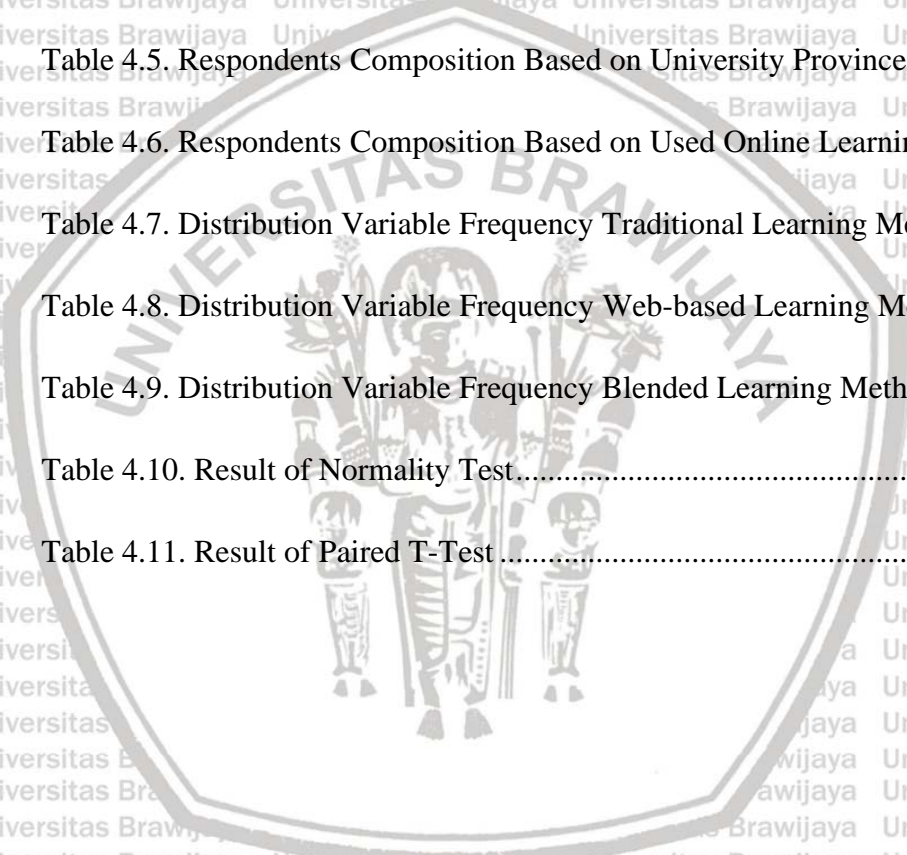 Table 4.5. Respondents Composition Based on University Province
Table 4.6. Respondents Composition Based on Used Online
Table 4.7. Distribution Variable Frequency Traditional Learning
Table 4.8. Distribution Variable Frequency Web-based Learning
Table 4.9. Distribution Variable Frequency Blended Learning
Table 4.10. Result of Normality Test..........................................................
Table 4.11. Result of Paired T-Test ............................................................
UNIVERSITAS BRAWIJAYA